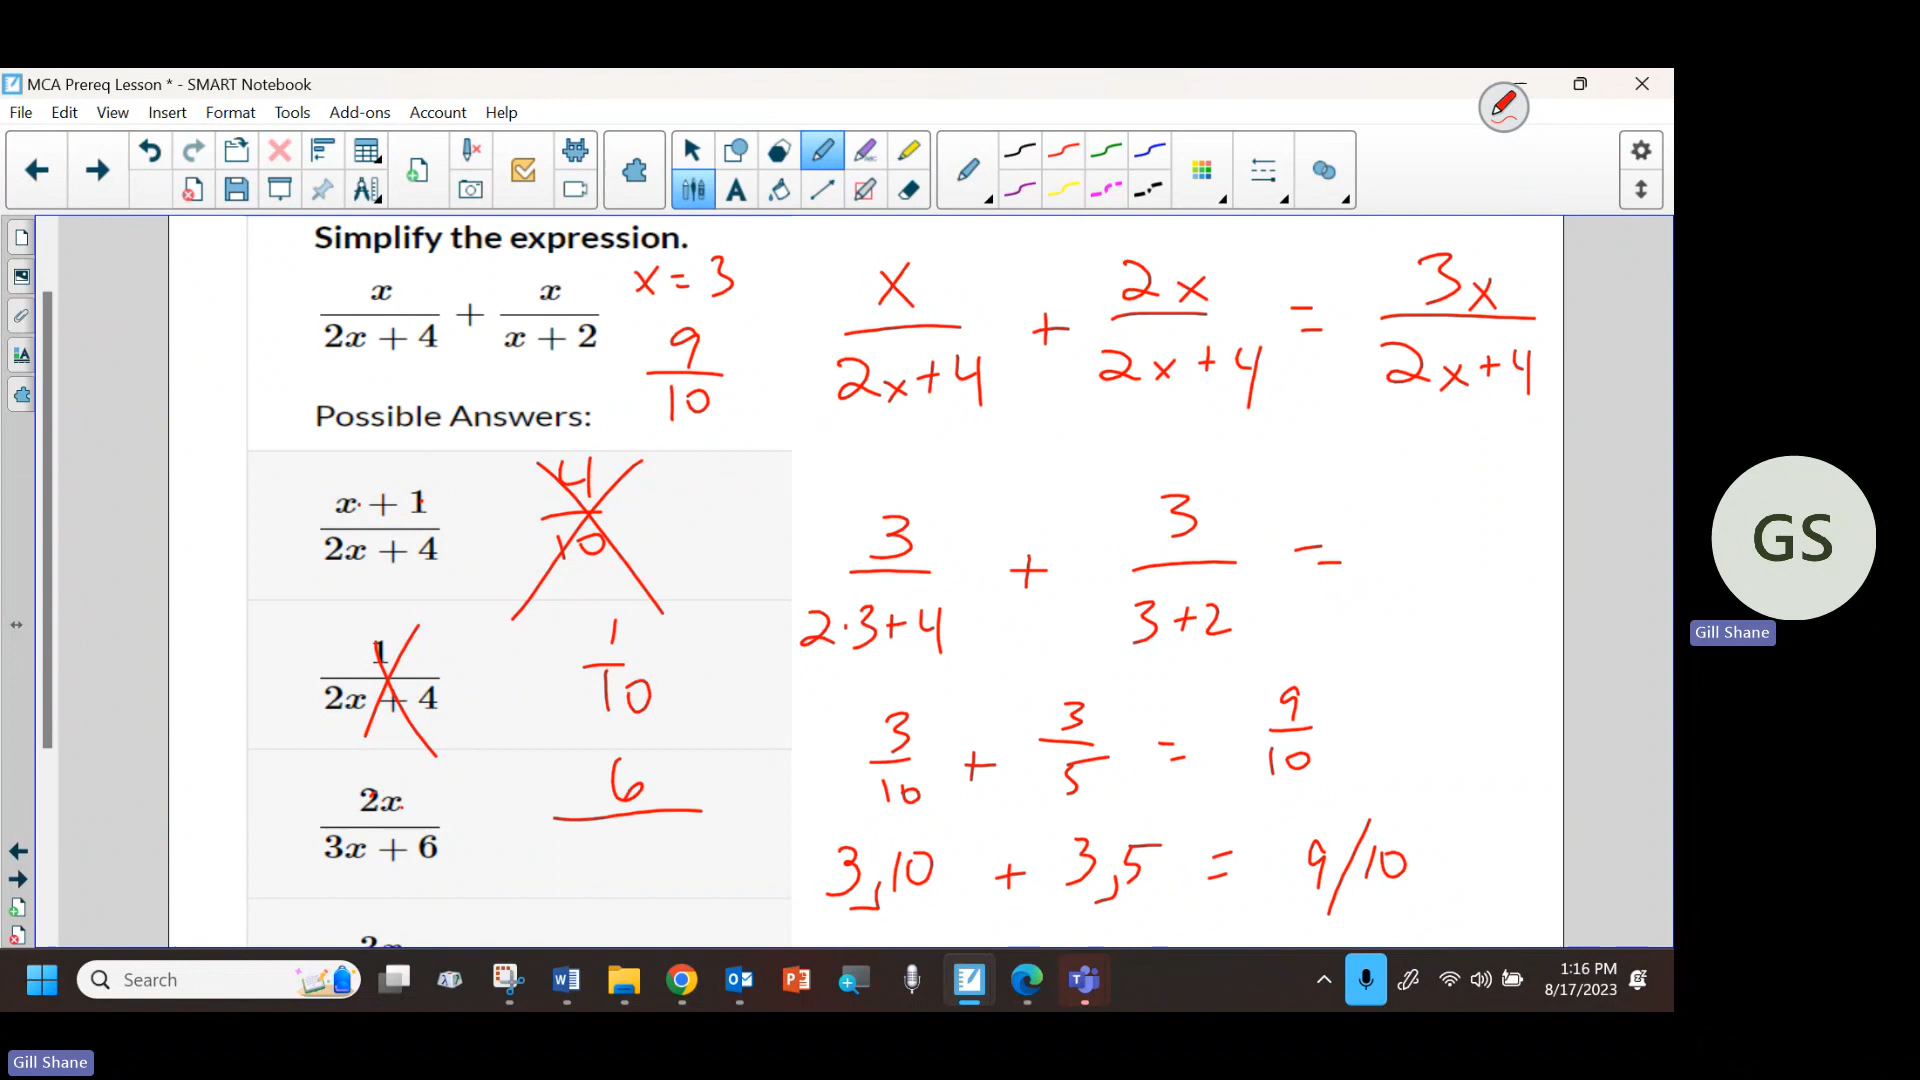 MCA Prereq Lesson * - SMART Notebook
File Edit View Insert Format Tools Add-ons Account Help
Simplify the expression.
x/(2x + 4) + x/(x + 2)
x = 3
9/10
x/(2x+4) + 2x/(2x+4) = 3x/(2x+4)
Possible Answers:
(x + 1)/(2x + 4)
4/10
3/(2·3+4) + 3/(3+2) =
1/(2x + 4)
1/10
3/10 + 3/5 = 9/10
2x/(3x + 6)
6
3⌟10 + 3⌟5 = 9/10
GS
Gill Shane
Search
1:16 PM
8/17/2023
Gill Shane